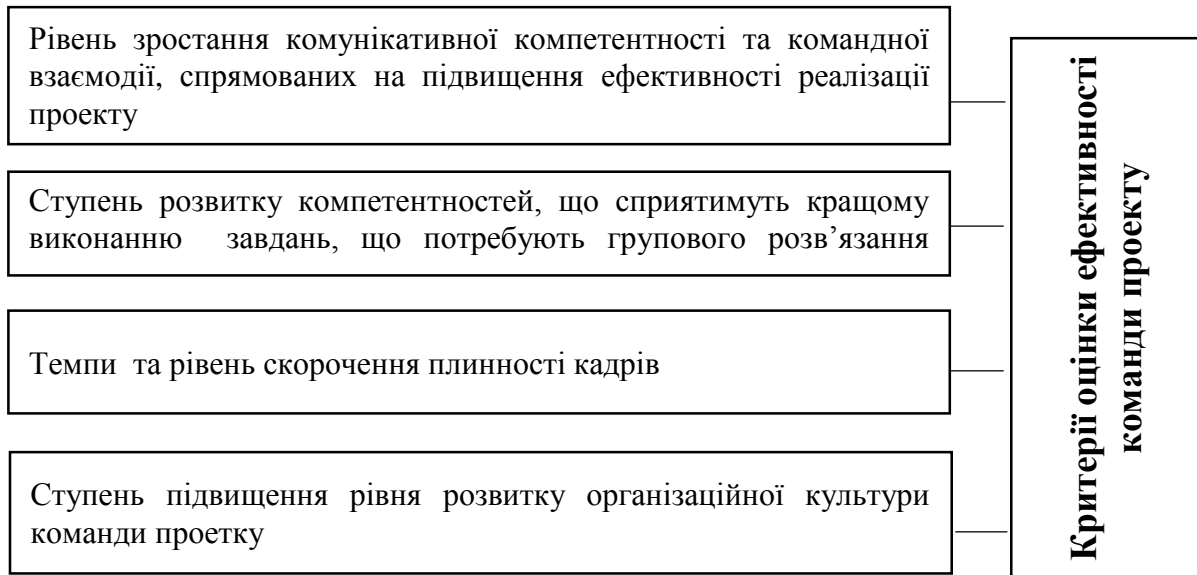 Рівень зростання комунікативної компетентності та командної
взаємодії, спрямованих на підвищення ефективності реалізації
проекту
Ступень розвитку компетентностей, що сприятимуть кращому
виконанню завдань, що потребують групового розв’язання
Темпи та рівень скорочення плинності кадрів
Ступень підвищення рівня розвитку організаційної культури
команди проетку
Критерії оцінки ефективності
команди проекту